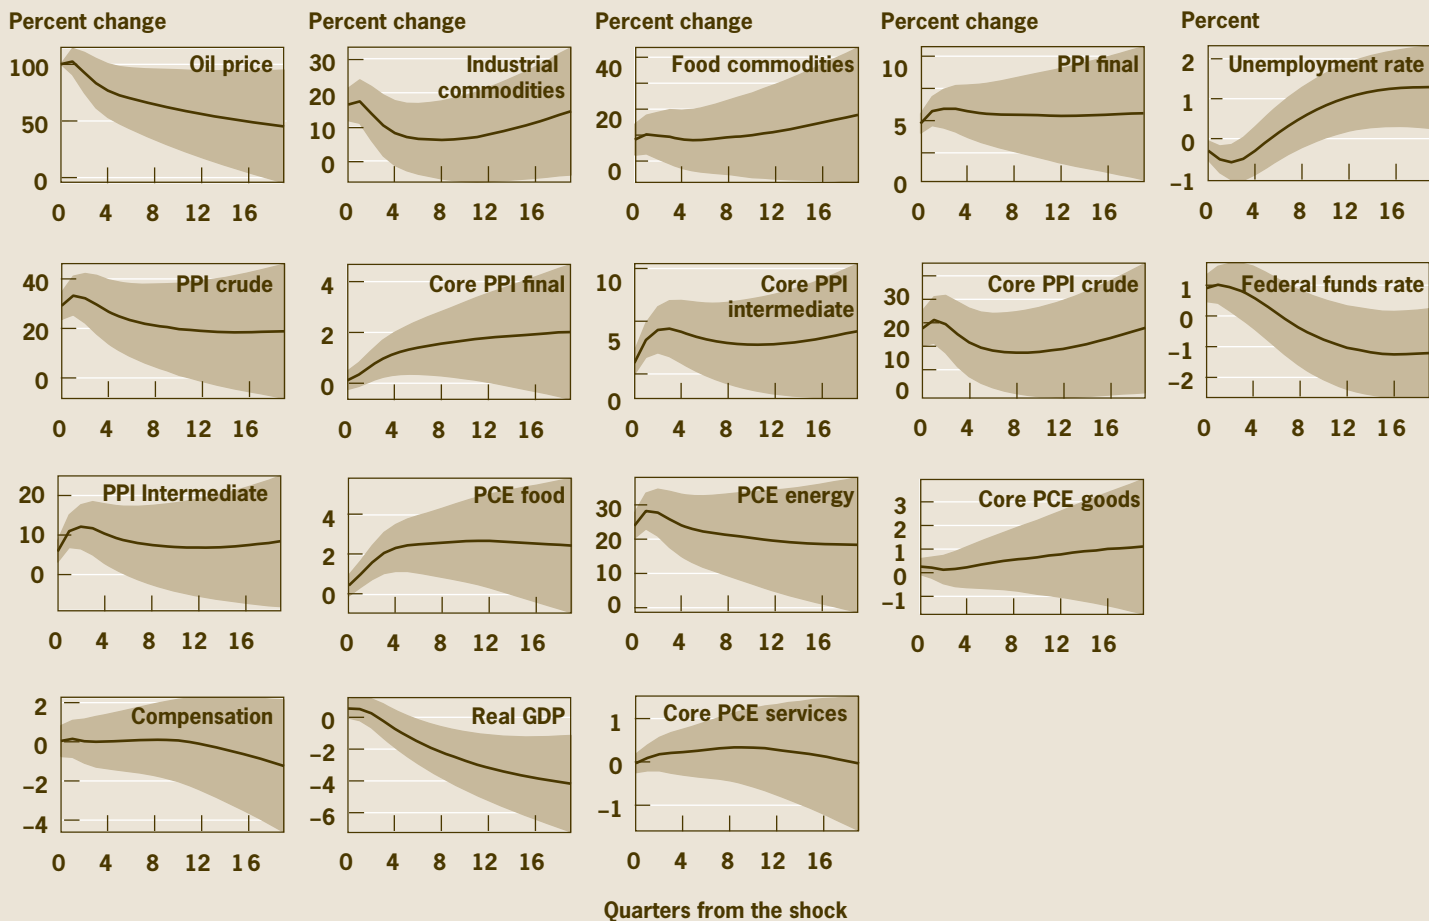 Percent change Percent change Percent change Percent change Percent
Oil price
100
50
0
0 4 8 12 16
Industrial
commodities
30
20
10
0
0 4 8 12 16
Food commodities
40
20
0
0 4 8 12 16
PPI final
10
5
0
0 4 8 12 16
Unemployment rate
2
1
0
–1
0 4 8 12 16
PPI crude
40
20
0
0 4 8 12 16
Core PPI final
4
2
0
0 4 8 12 16
Core PPI
intermediate
10
5
0
0 4 8 12 16
Core PPI crude
30
20
10
0
0 4 8 12 16
Federal funds rate
1
0
–1
–2
0 4 8 12 16
PPI Intermediate
20
10
0
0 4 8 12 16
PCE food
4
2
0
0 4 8 12 16
PCE energy
30
20
10
0
0 4 8 12 16
Core PCE goods
3
2
1
0
–1
0 4 8 12 16
Compensation
2
0
–2
–4
0 4 8 12 16
Real GDP
0
–2
–4
–6
0 4 8 12 16
Core PCE services
1
0
–1
0 4 8 12 16
Quarters from the shock